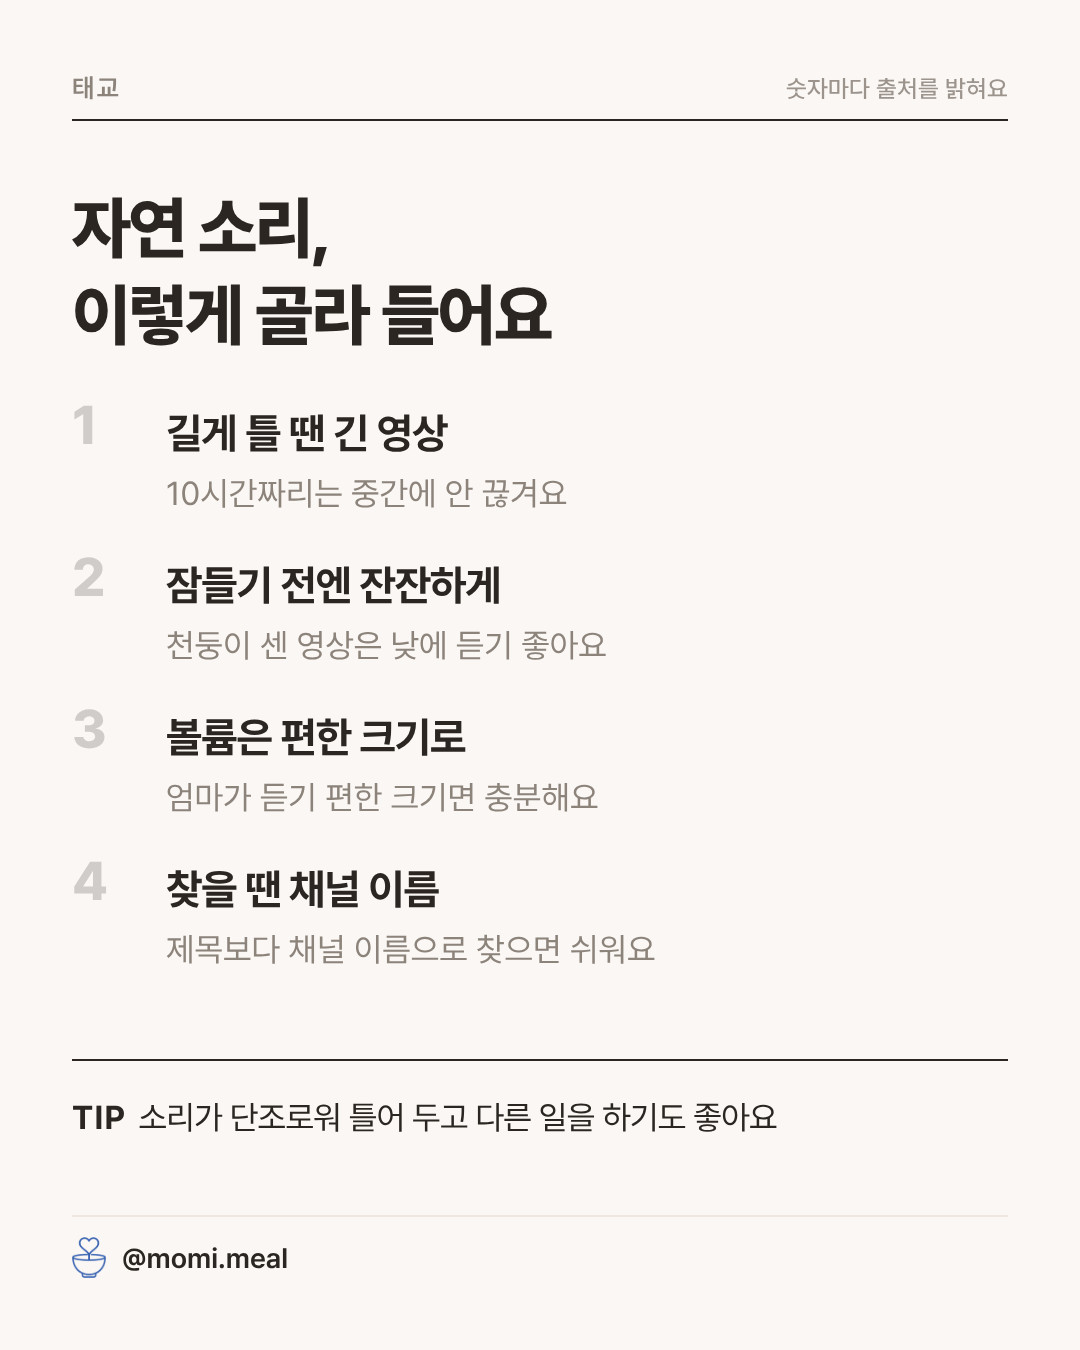 태교
숫자마다 출처를 밝혀요
자연 소리,
이렇게 골라 들어요
1
길게 틀 땐 긴 영상
10시간짜리는 중간에 안 끊겨요
2
잠들기 전엔 잔잔하게
천둥이 센 영상은 낮에 듣기 좋아요
3
볼륨은 편한 크기로
엄마가 듣기 편한 크기면 충분해요
4
찾을 땐 채널 이름
제목보다 채널 이름으로 찾으면 쉬워요
TIP 소리가 단조로워 틀어 두고 다른 일을 하기도 좋아요
@momi.meal